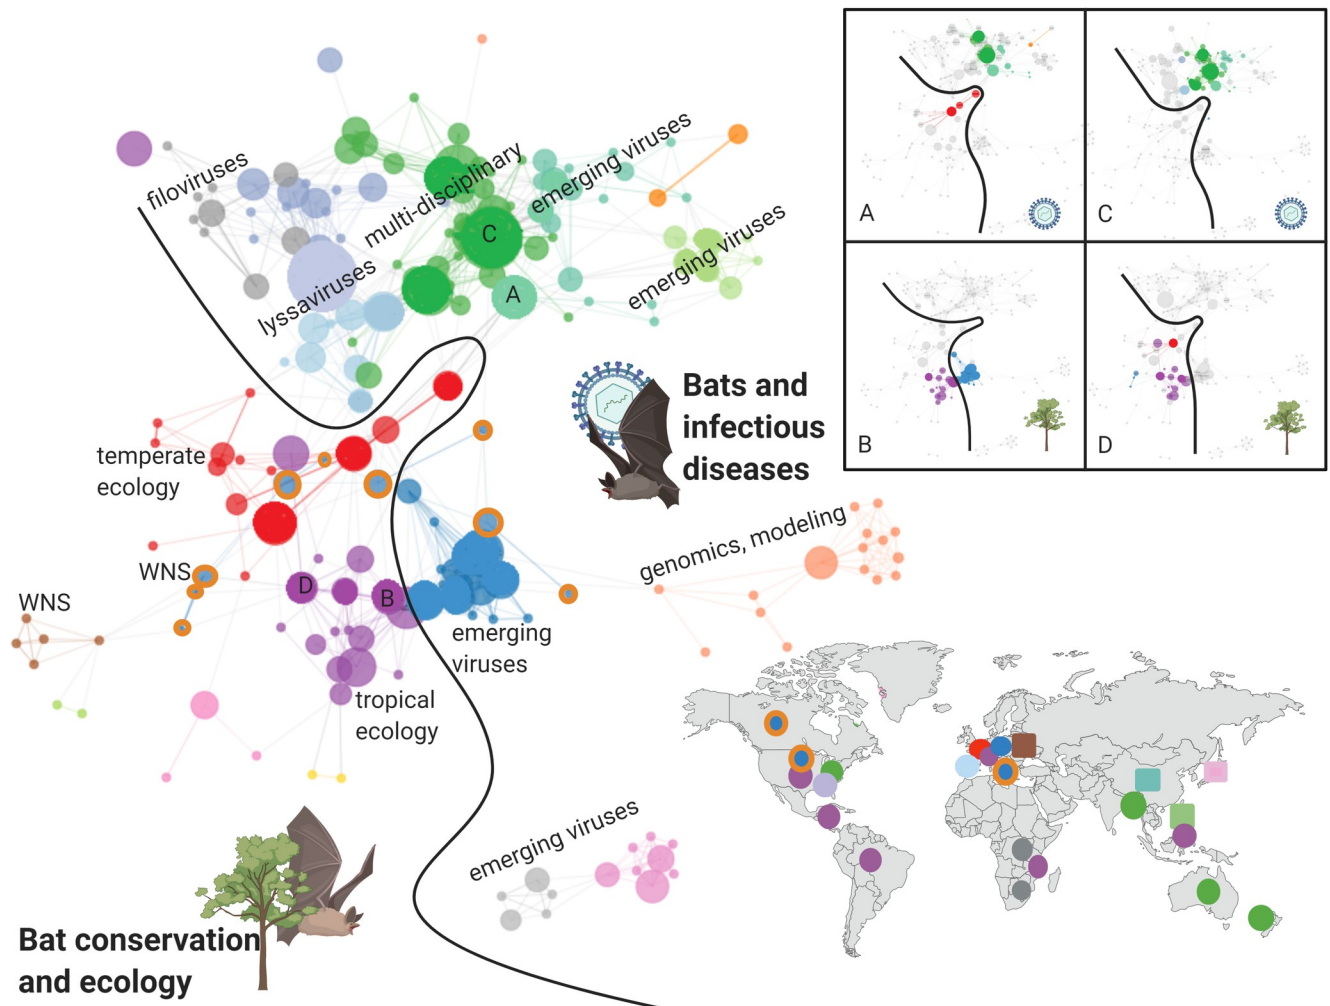 filoviruses
multi-disciplinary
emerging viruses
lyssaviruses
C
A
emerging viruses
A
C
B
D
Bats and
infectious
diseases
temperate
ecology
genomics, modeling
WNS
WNS
D
B
emerging
viruses
tropical
ecology
emerging viruses
Bat conservation
and ecology